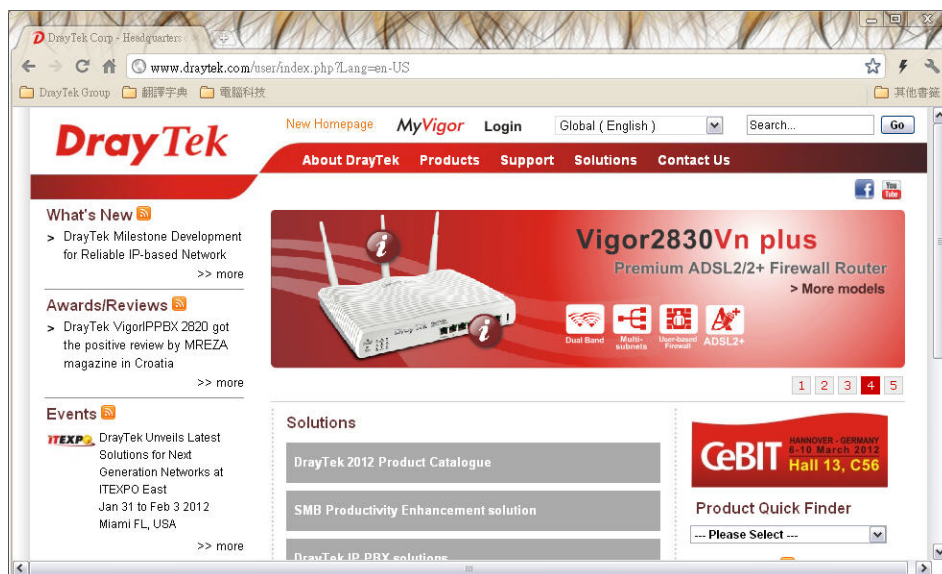 DrayTek Corp - Headquarters
www.draytek.com/user/index.php?Lang=en-US
DrayTek Group
翻譯字典
電腦科技
其他書籤
DrayTek
New Homepage
MyVigor
Login
Global ( English )
Search...
Go
About DrayTek
Products
Support
Solutions
Contact Us
You
Tube
What's New
> DrayTek Milestone Development
for Reliable IP-based Network
>> more
Awards/Reviews
> DrayTek VigorIPPBX 2820 got
the positive review by MREZA
magazine in Croatia
>> more
Events
ITEXPO
DrayTek Unveils Latest
Solutions for Next
Generation Networks at
ITEXPO East
Jan 31 to Feb 3 2012
Miami FL, USA
>> more
Vigor2830Vn plus
Premium ADSL2/2+ Firewall Router
> More models
Dual Band
Multi-
subnets
User-based
Firewall
ADSL2+
1 2 3 4 5
Solutions
DrayTek 2012 Product Catalogue
SMB Productivity Enhancement solution
DrayTek IP PBX solutions
CeBIT
HANNOVER - GERMANY
6-10 March 2012
Hall 13, C56
Product Quick Finder
--- Please Select ---